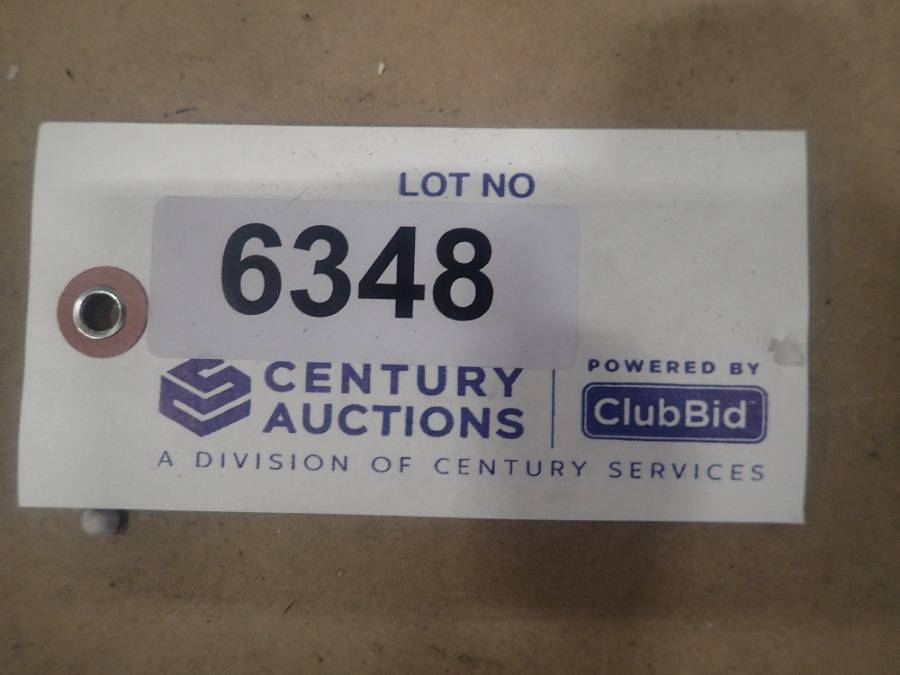 LOT NO
6348
CENTURY
AUCTIONS
POWERED BY
ClubBid
A DIVISION OF CENTURY SERVICES